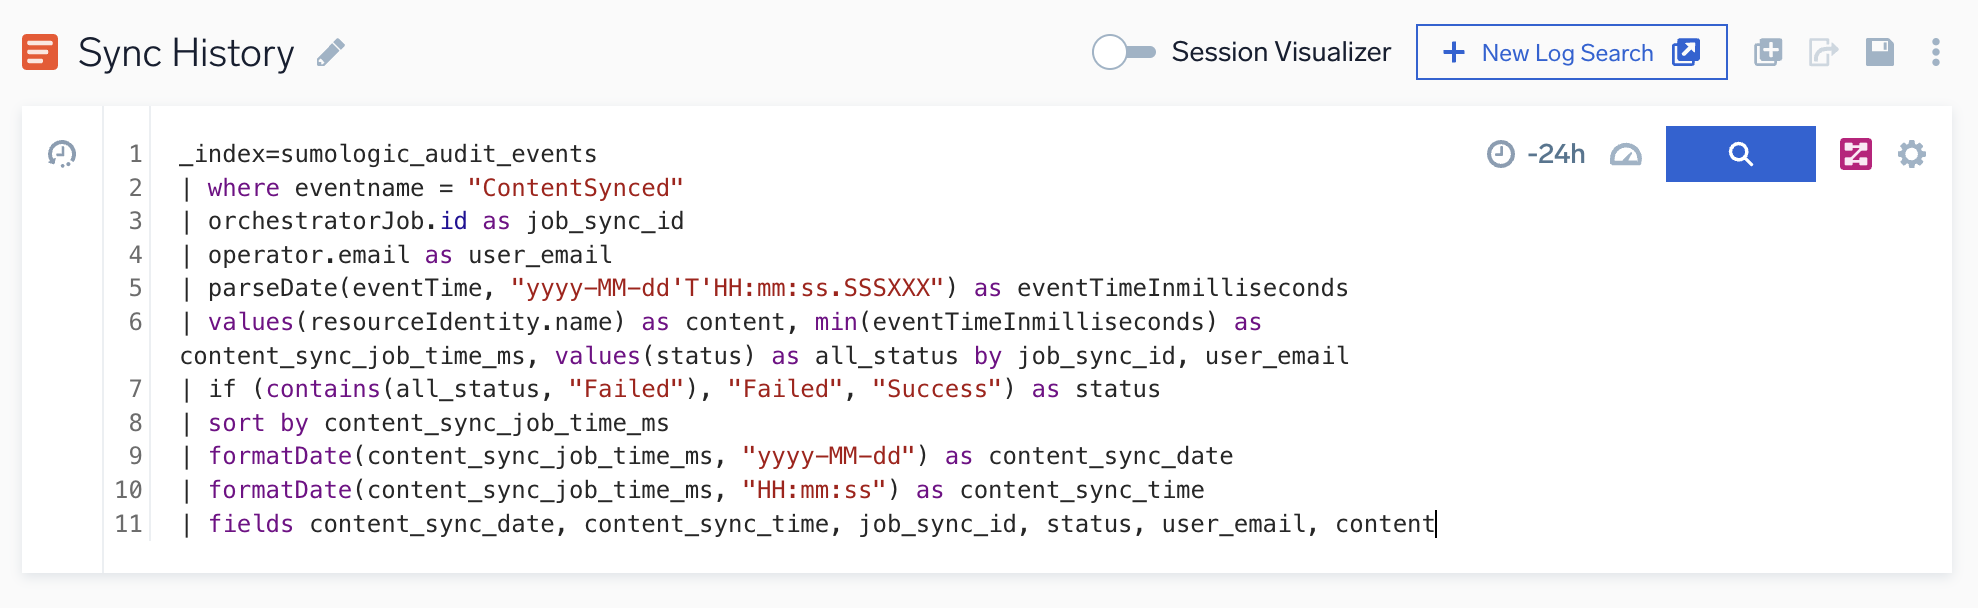 Sync History
Session Visualizer
+ New Log Search
-24h
1 _index=sumologic_audit_events
2 | where eventname = "ContentSynced"
3 | orchestratorJob.id as job_sync_id
4 | operator.email as user_email
5 | parseDate(eventTime, "yyyy-MM-dd'T'HH:mm:ss.SSSXXX") as eventTimeInmilliseconds
6 | values(resourceIdentity.name) as content, min(eventTimeInmilliseconds) as
content_sync_job_time_ms, values(status) as all_status by job_sync_id, user_email
7 | if (contains(all_status, "Failed"), "Failed", "Success") as status
8 | sort by content_sync_job_time_ms
9 | formatDate(content_sync_job_time_ms, "yyyy-MM-dd") as content_sync_date
10 | formatDate(content_sync_job_time_ms, "HH:mm:ss") as content_sync_time
11 | fields content_sync_date, content_sync_time, job_sync_id, status, user_email, content